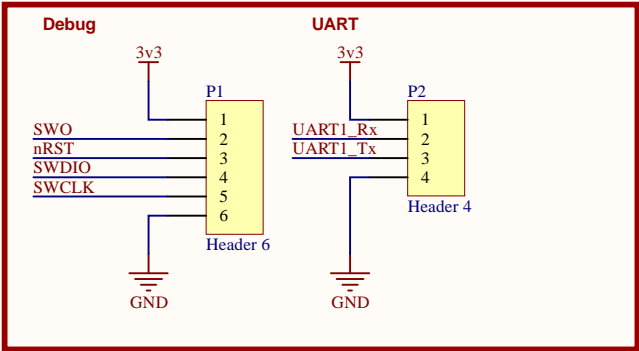 Debug
UART
3v3
3v3
P1
P2
1
SWO
2
nRST
3
SWDIO
4
SWCLK
5
6
Header 6
GND
1
UART1_Rx
2
UART1_Tx
3
4
Header 4
GND